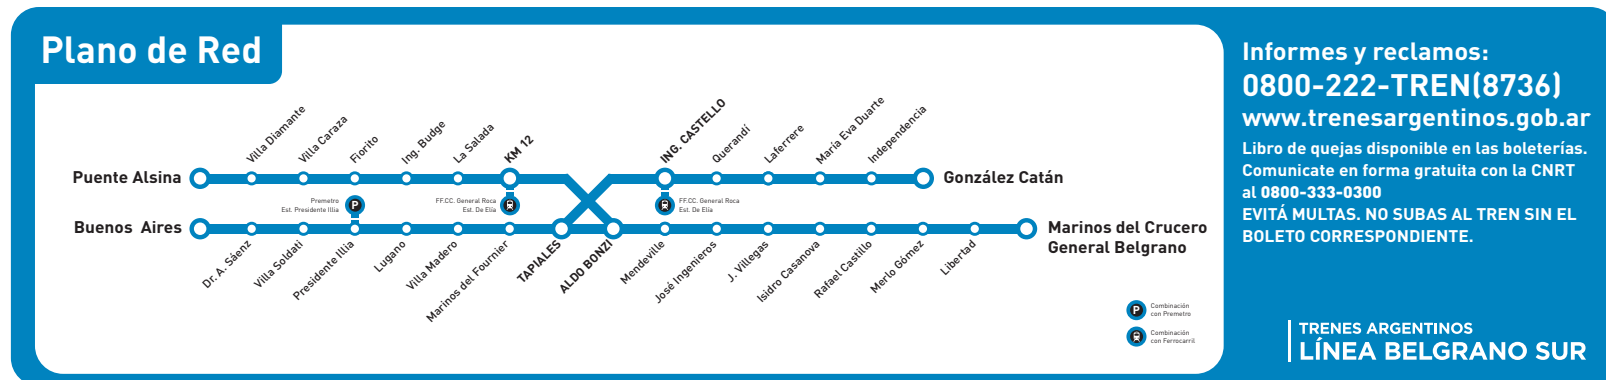 Plano de Red
Villa Diamante
Villa Caraza
Fiorito
Ing. Budge
La Salada
KM 12
ING. CASTELLO
Querandí
Laferrere
María Eva Duarte
Independencia
Puente Alsina
González Catán
Premetro
Est. Presidente Illia
P
FF.CC. General Roca
Est. De Elía
FF.CC. General Roca
Est. De Elía
Buenos Aires
Marinos del Crucero
General Belgrano
Dr. A. Sáenz
Villa Soldati
Presidente Illia
Lugano
Villa Madero
Marinos del Fournier
TAPIALES
ALDO BONZI
Mendeville
José Ingenieros
J. Villegas
Isidro Casanova
Rafael Castillo
Merlo Gómez
Libertad
P
Combinación
con Premetro
Combinación
con Ferrocarril
Informes y reclamos:
0800-222-TREN(8736)
www.trenesargentinos.gob.ar
Libro de quejas disponible en las boleterías.
Comunicate en forma gratuita con la CNRT
al 0800-333-0300
EVITÁ MULTAS. NO SUBAS AL TREN SIN EL
BOLETO CORRESPONDIENTE.
TRENES ARGENTINOS
LÍNEA BELGRANO SUR